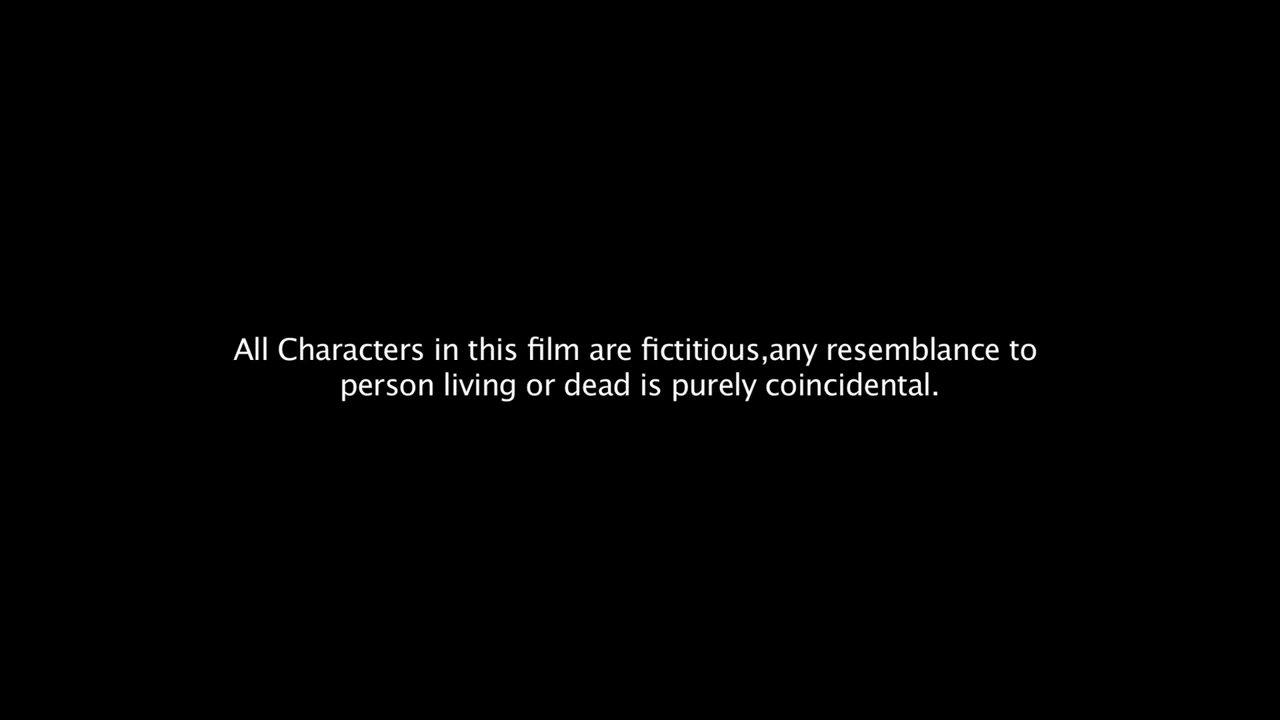 All Characters in this film are fictitious,any resemblance to
person living or dead is purely coincidental.